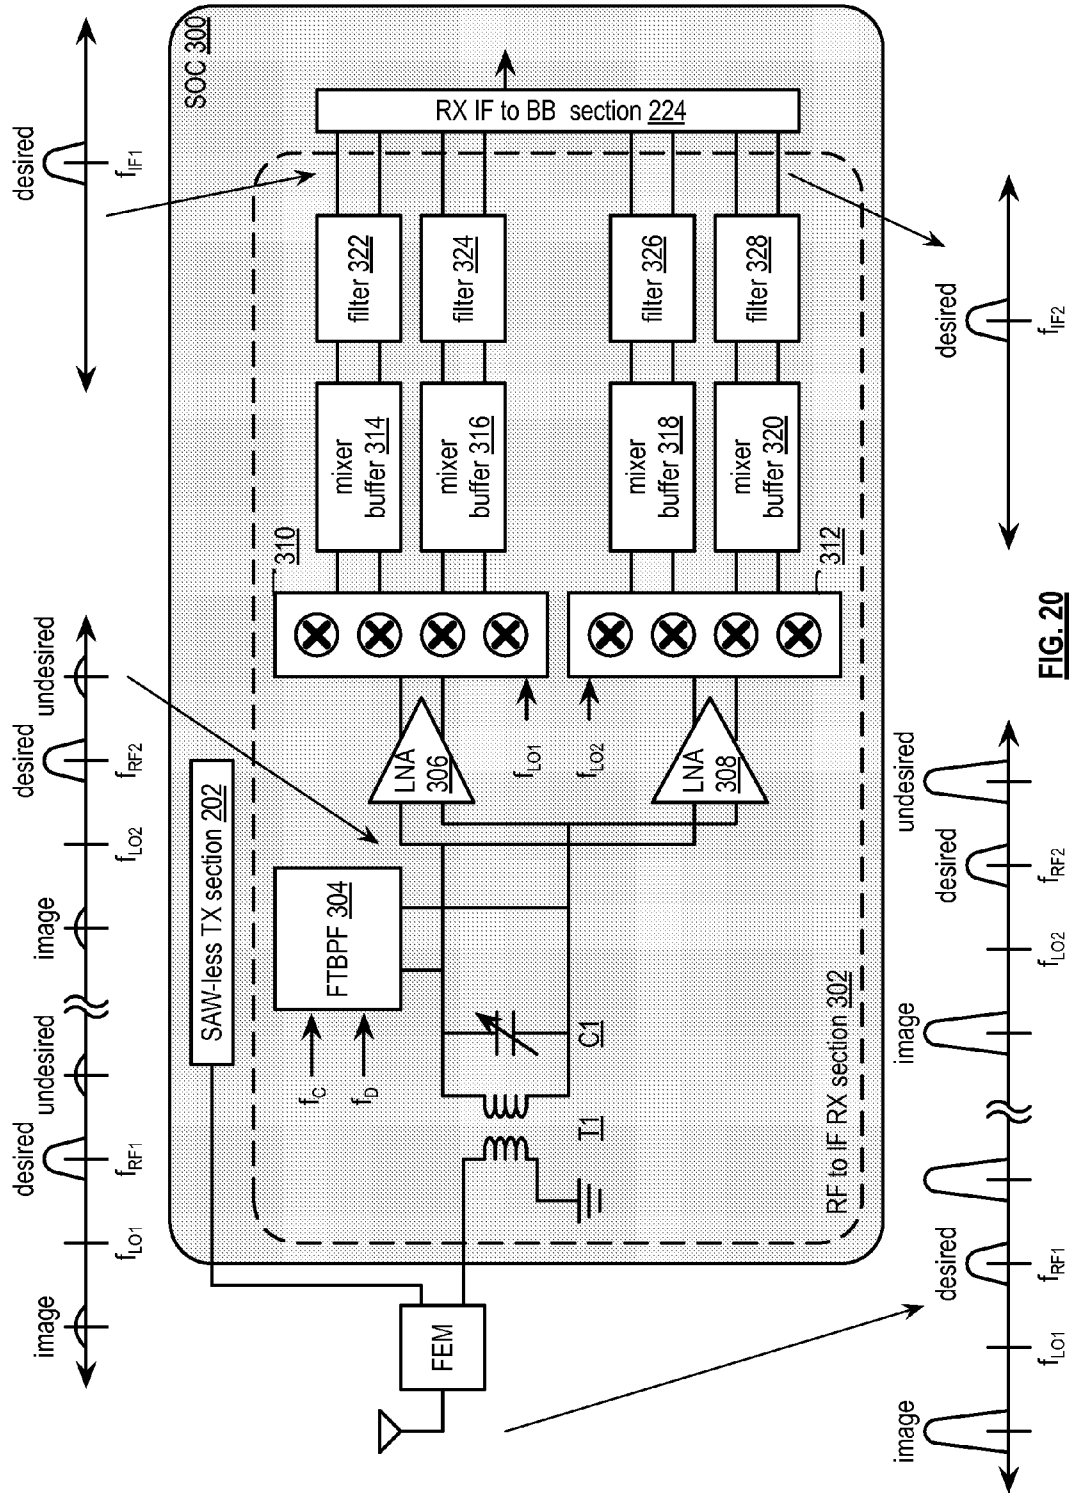 SOC 300
desired
fIF1
RX IF to BB section 224
filter 322
filter 324
filter 326
filter 328
desired
fIF2
mixer
buffer 314
mixer
buffer 316
mixer
buffer 318
mixer
buffer 320
310
312
image
fLO1
desired
fRF1
undesired
image
fLO2
desired
fRF2
undesired
SAW-less TX section 202
LNA
306
LNA
308
fLO1
fLO2
FTBPF 304
fC
fD
C1
T1
FEM
RF to IF RX section 302
image
fLO1
desired
fRF1
image
fLO2
desired
fRF2
undesired
FIG. 20